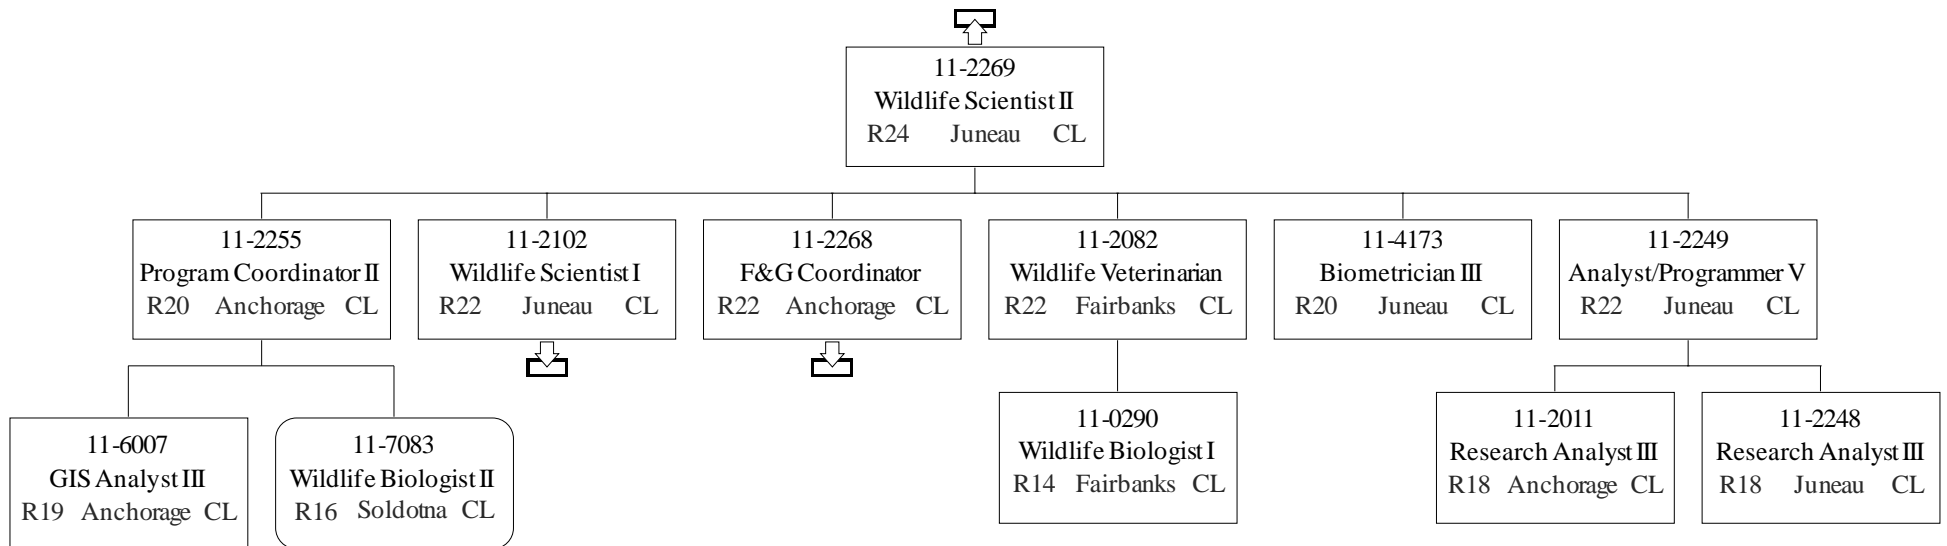 11-2269
Wildlife Scientist II
R24 Juneau CL
11-2255
Program Coordinator II
R20 Anchorage CL
11-2102
Wildlife Scientist I
R22 Juneau CL
11-2268
F&G Coordinator
R22 Anchorage CL
11-2082
Wildlife Veterinarian
R22 Fairbanks CL
11-4173
Biometrician III
R20 Juneau CL
11-2249
Analyst/Programmer V
R22 Juneau CL
11-6007
GIS Analyst III
R19 Anchorage CL
11-7083
Wildlife Biologist II
R16 Soldotna CL
11-0290
Wildlife Biologist I
R14 Fairbanks CL
11-2011
Research Analyst III
R18 Anchorage CL
11-2248
Research Analyst III
R18 Juneau CL